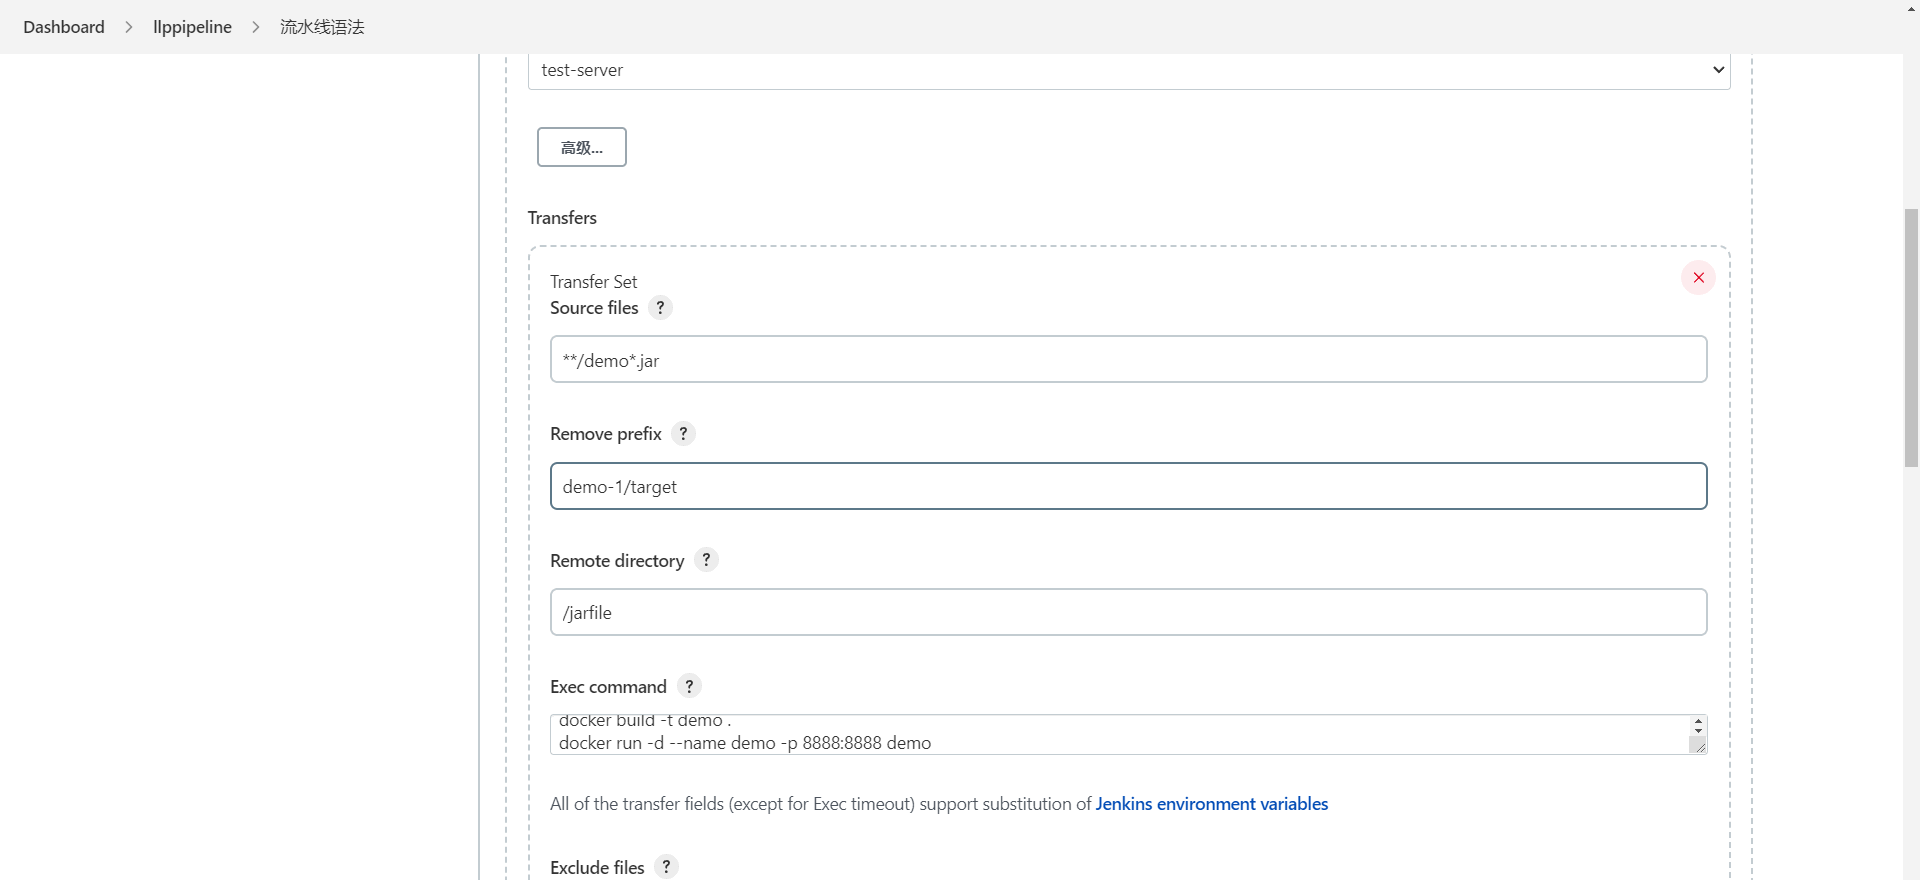 Dashboard > llppipeline > 流水线语法
test-server
高级...
Transfers
Transfer Set
Source files ?
**/demo*.jar
Remove prefix ?
demo-1/target
Remote directory ?
/jarfile
Exec command ?
docker build -t demo .
docker run -d --name demo -p 8888:8888 demo
All of the transfer fields (except for Exec timeout) support substitution of Jenkins environment variables
Exclude files ?